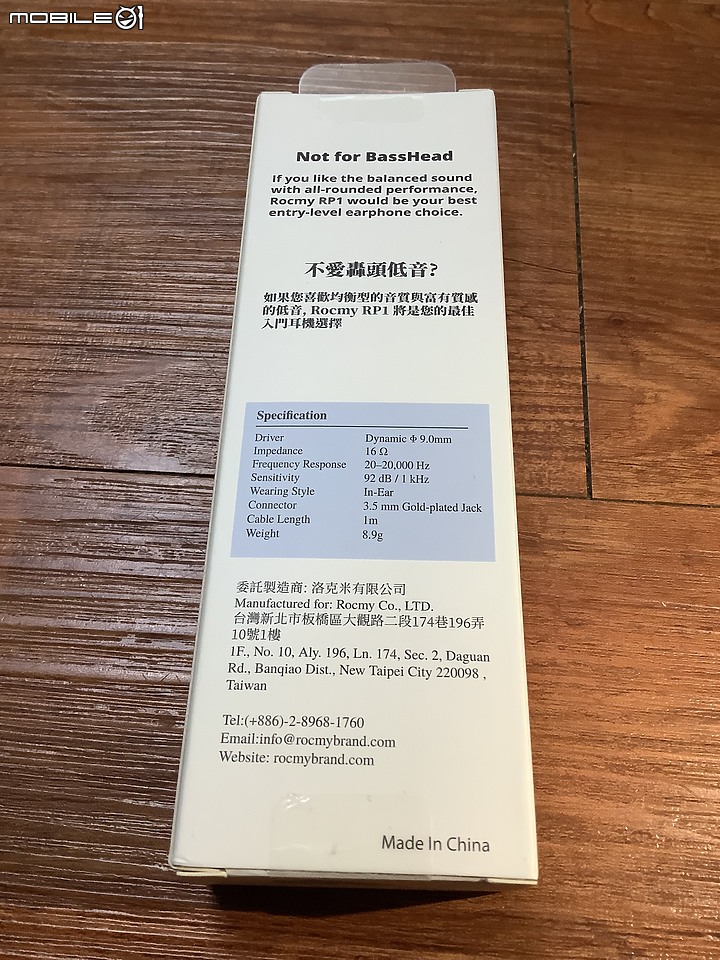 MOBILE01
Not for BassHead
If you like the balanced sound
with all-rounded performance,
Rocmy RP1 would be your best
entry-level earphone choice.
不愛轟頭低音?
如果您喜歡均衡型的音質與富有質感
的低音, Rocmy RP1 將是您的最佳
入門耳機選擇
Specification
Driver Dynamic Φ 9.0mm
Impedance 16 Ω
Frequency Response 20–20,000 Hz
Sensitivity 92 dB / 1 kHz
Wearing Style In-Ear
Connector 3.5 mm Gold-plated Jack
Cable Length 1m
Weight 8.9g
委託製造商: 洛克米有限公司
Manufactured for: Rocmy Co., LTD.
台灣新北市板橋區大觀路二段174巷196弄
10號1樓
1F., No. 10, Aly. 196, Ln. 174, Sec. 2, Daguan
Rd., Banqiao Dist., New Taipei City 220098 ,
Taiwan
Tel:(+886)-2-8968-1760
Email:info@rocmybrand.com
Website: rocmybrand.com
Made In China